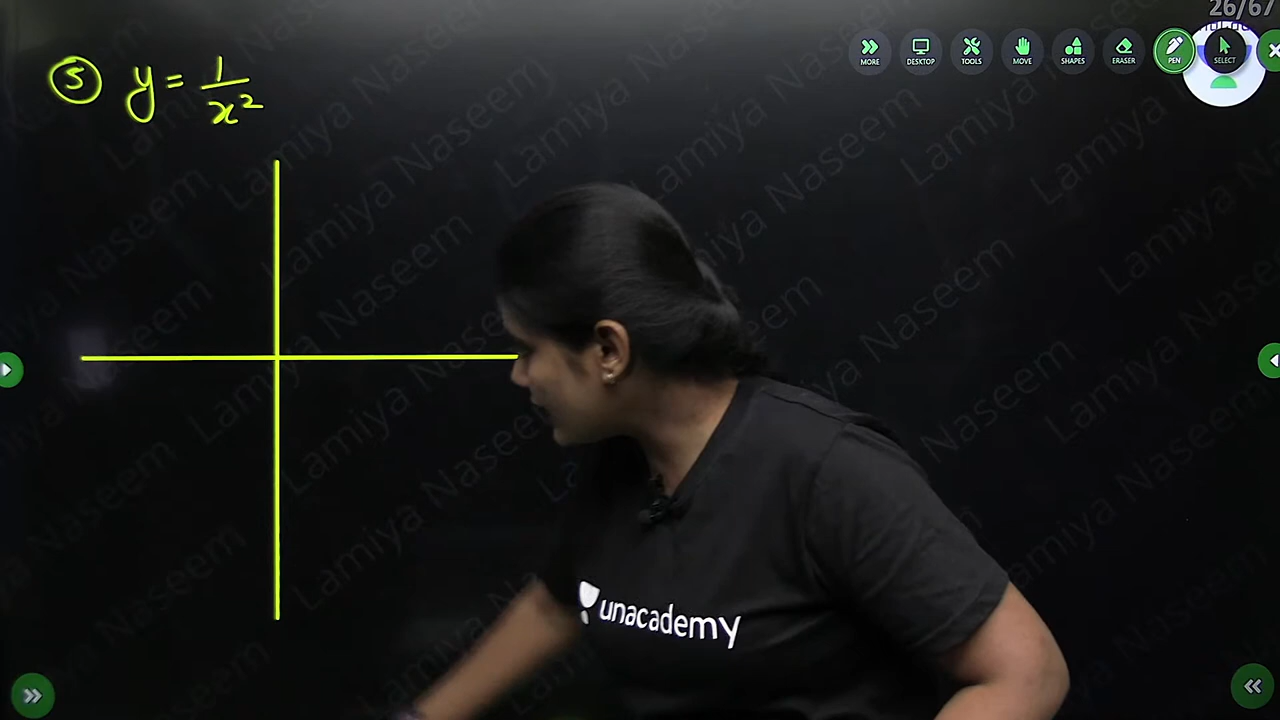 26/67
MORE DESKTOP TOOLS MOVE SHAPES ERASER PEN SELECT
⑤ y = 1/x²
Lamiya Naseem
unacademy